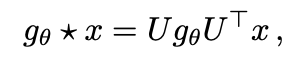 g_θ ⋆ x = U g_θ U^⊤ x ,